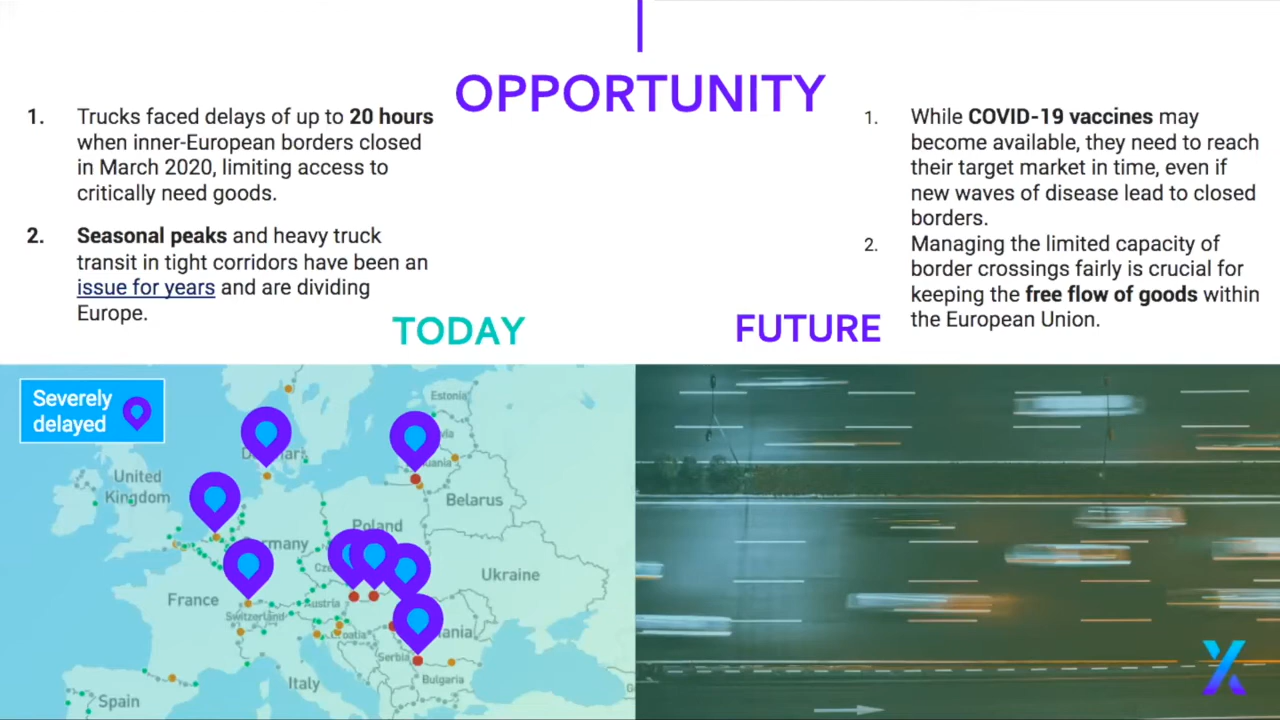 OPPORTUNITY
1. Trucks faced delays of up to 20 hours
when inner-European borders closed
in March 2020, limiting access to
critically need goods.
2. Seasonal peaks and heavy truck
transit in tight corridors have been an
issue for years and are dividing
Europe.
TODAY
1. While COVID-19 vaccines may
become available, they need to reach
their target market in time, even if
new waves of disease lead to closed
borders.
2. Managing the limited capacity of
border crossings fairly is crucial for
keeping the free flow of goods within
the European Union.
FUTURE
Severely
delayed
Estonia
United
Kingdom
Belarus
Poland
Ukraine
France
Austria
Switzerland
Serbia
Bulgaria
Italy
Spain